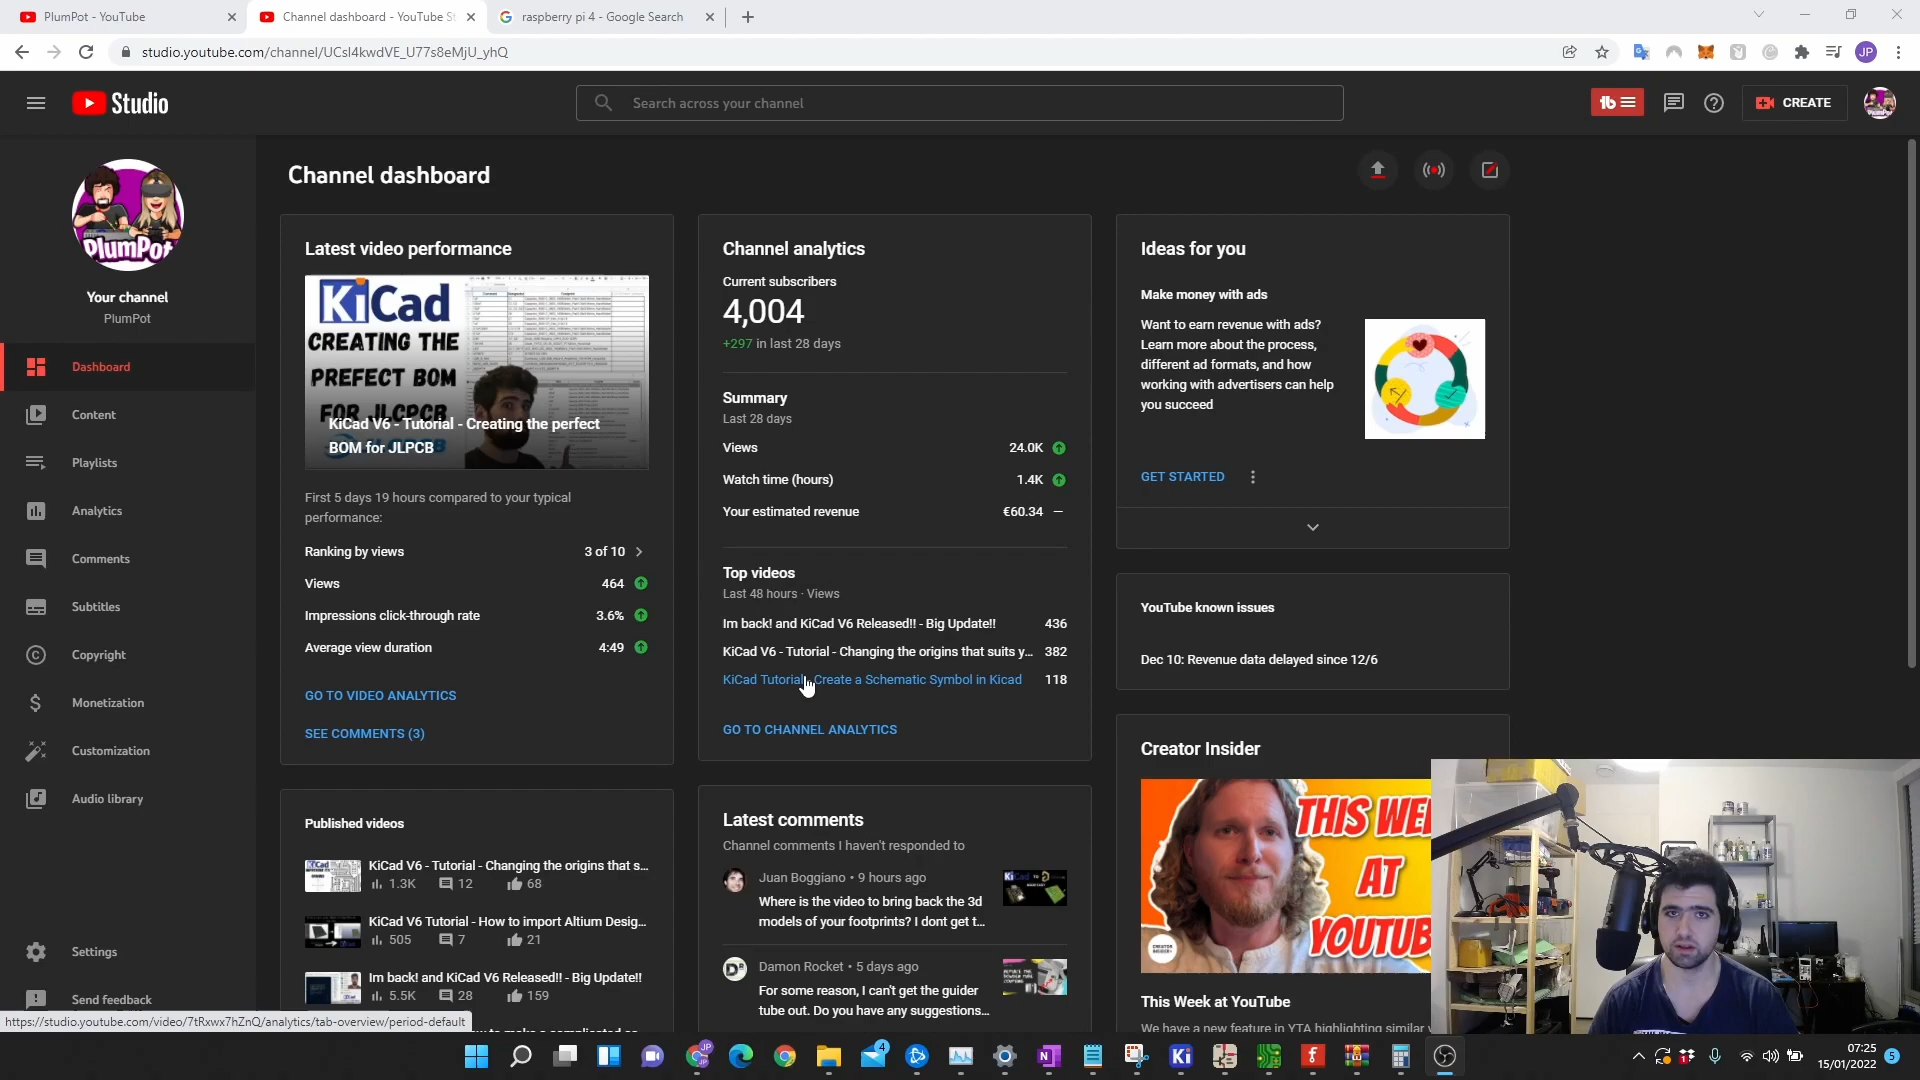 PlumPot - YouTube
Channel dashboard - YouTube St
raspberry pi 4 - Google Search
studio.youtube.com/channel/UCsI4kwdVE_U77s8eMjU_yhQ
JP
Studio
Search across your channel
CREATE
PlumPot
Your channel
PlumPot
Dashboard
Content
Playlists
Analytics
Comments
Subtitles
Copyright
Monetization
Customization
Audio library
Settings
Send feedback
https://studio.youtube.com/video/7tRxwx7hZnQ/analytics/tab-overview/period-default
Channel dashboard
Latest video performance
KiCad
CREATING THE
PREFECT BOM
FOR JLCPCB
KiCad V6 - Tutorial - Creating the perfect
BOM for JLPCB
First 5 days 19 hours compared to your typical
performance:
Ranking by views 3 of 10
Views 464
Impressions click-through rate 3.6%
Average view duration 4:49
GO TO VIDEO ANALYTICS
SEE COMMENTS (3)
Published videos
KiCad V6 - Tutorial - Changing the origins that s...
1.3K 12 68
KiCad V6 Tutorial - How to import Altium Desig...
505 7 21
Im back! and KiCad V6 Released!! - Big Update!!
5.5K 28 159
Channel analytics
Current subscribers
4,004
+297 in last 28 days
Summary
Last 28 days
Views 24.0K
Watch time (hours) 1.4K
Your estimated revenue €60.34 —
Top videos
Last 48 hours · Views
Im back! and KiCad V6 Released!! - Big Update!! 436
KiCad V6 - Tutorial - Changing the origins that suits y... 382
KiCad Tutorial - Create a Schematic Symbol in Kicad 118
GO TO CHANNEL ANALYTICS
Latest comments
Channel comments I haven't responded to
Juan Boggiano • 9 hours ago
Where is the video to bring back the 3d
models of your footprints? I dont get t...
Damon Rocket • 5 days ago
For some reason, I can't get the guider
tube out. Do you have any suggestions...
Ideas for you
Make money with ads
Want to earn revenue with ads?
Learn more about the process,
different ad formats, and how
working with advertisers can help
you succeed
GET STARTED
YouTube known issues
Dec 10: Revenue data delayed since 12/6
Creator Insider
THIS WEE
AT
YOUTUB
This Week at YouTube
We have a new feature in YTA highlighting similar
07:25
15/01/2022
5